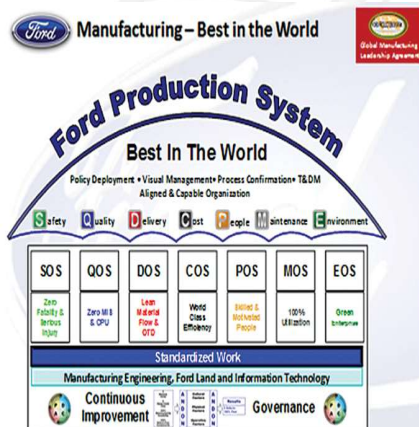 Ford
Manufacturing – Best in the World
Global Manufacturing
Leadership Agreement
Ford Production System
Best In The World
Policy Deployment • Visual Management • Process Confirmation • T&DM
Aligned & Capable Organization
Safety Quality Delivery Cost People Maintenance Environment
SOS QOS DOS COS POS MOS EOS
Zero
Fatality &
Serious
Injury
Zero MIS
& CPU
Lean
Material
Flow &
OTD
World
Class
Efficiency
Skilled &
Motivated
People
100%
Utilization
Green
Standardized Work
Manufacturing Engineering, Ford Land and Information Technology
Continuous
Improvement
Governance